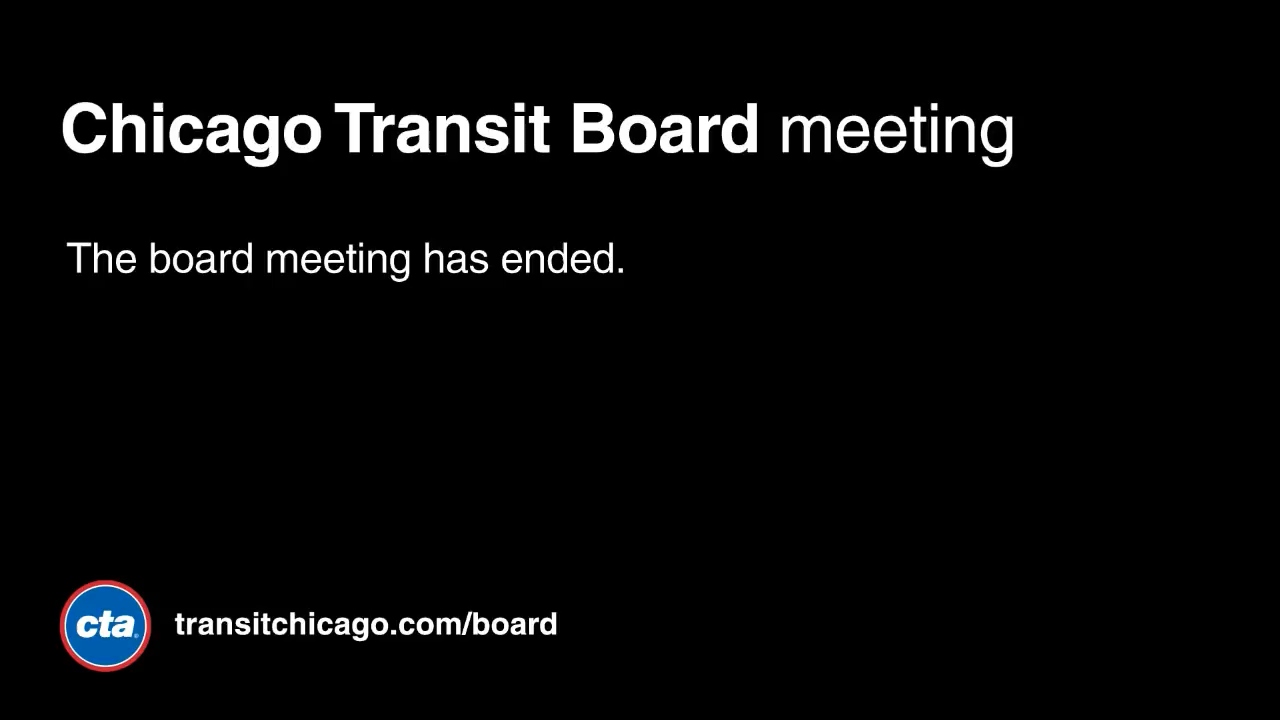 Chicago Transit Board meeting
The board meeting has ended.
cta®
transitchicago.com/board